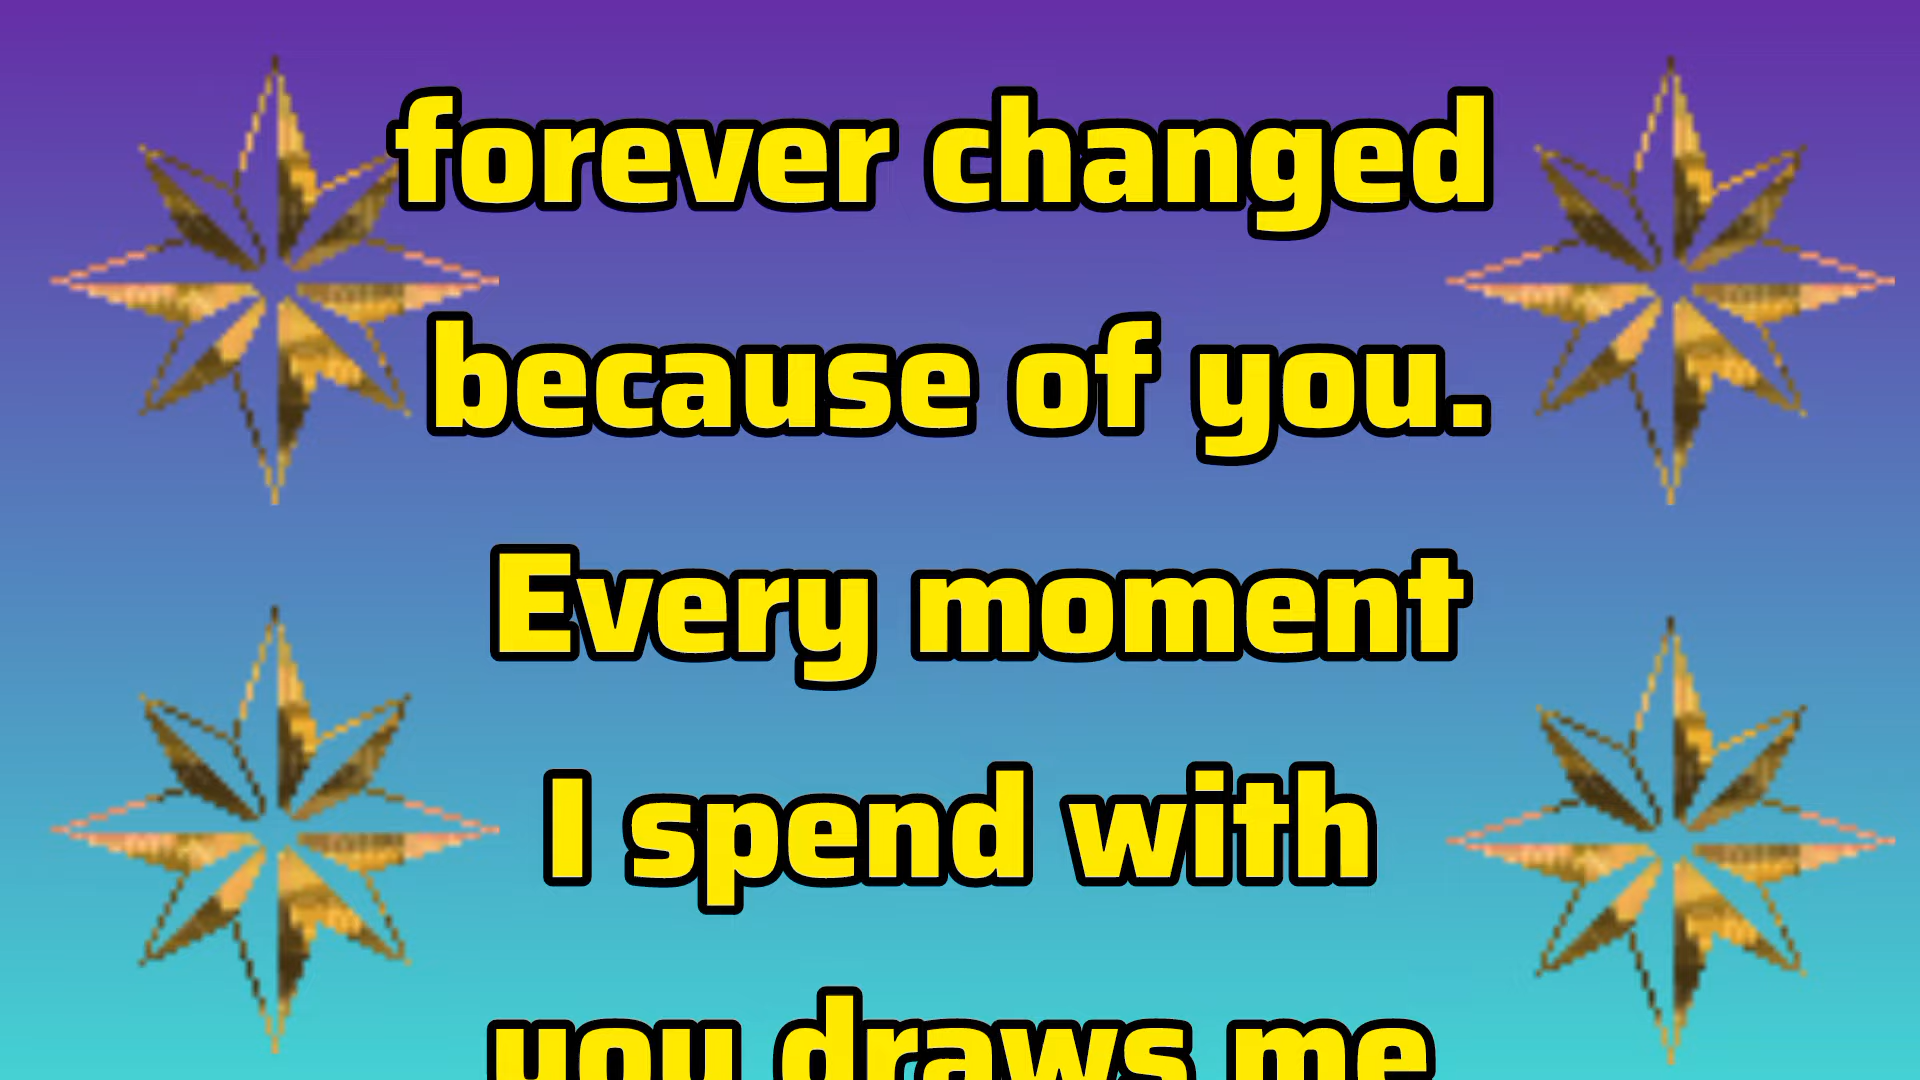 forever changed
because of you.
Every moment
I spend with
you draws me